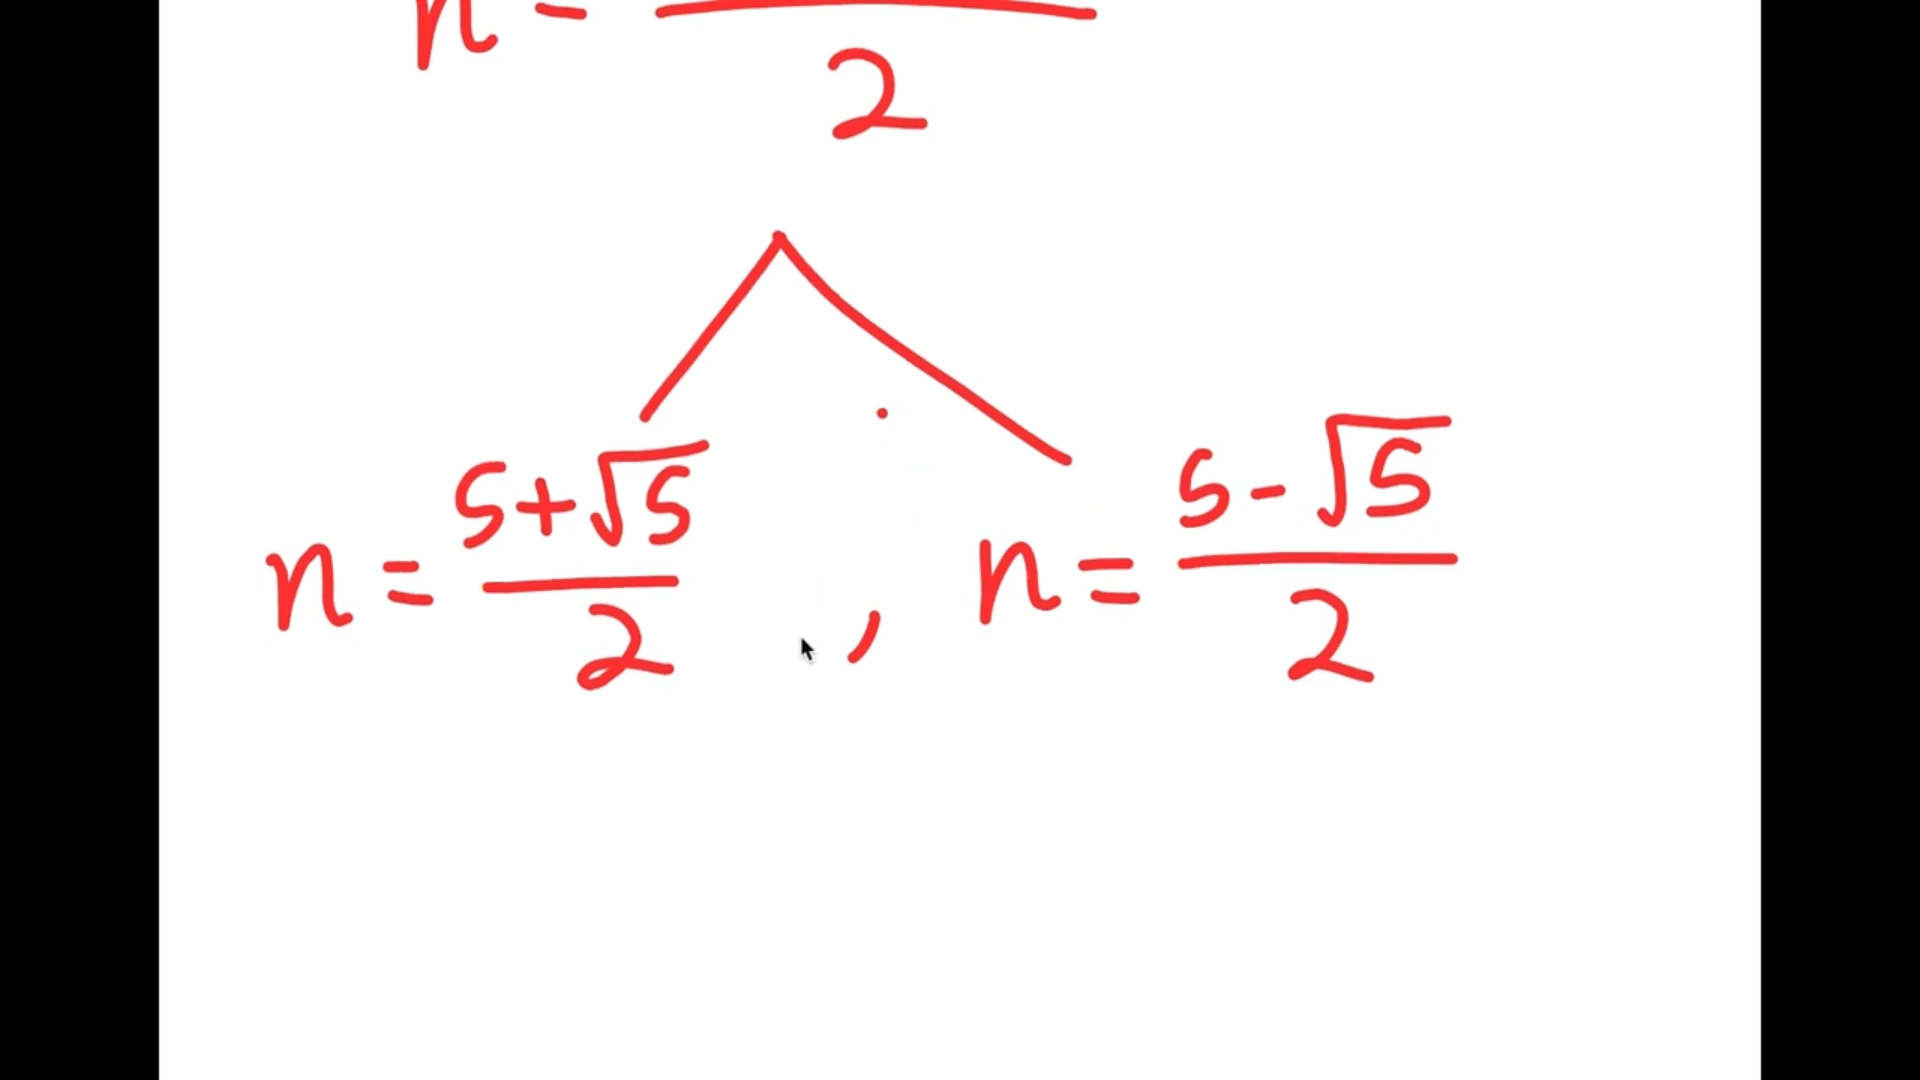 n = — 
2
n = (5+√5)/2 , n = (5-√5)/2